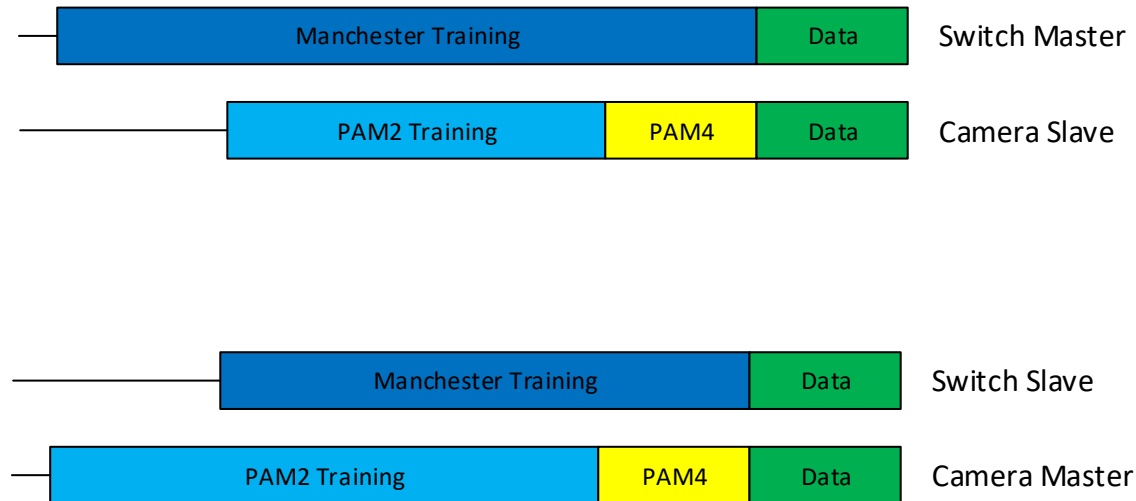 Manchester Training Data Switch Master
PAM2 Training PAM4 Data Camera Slave
Manchester Training Data Switch Slave
PAM2 Training PAM4 Data Camera Master